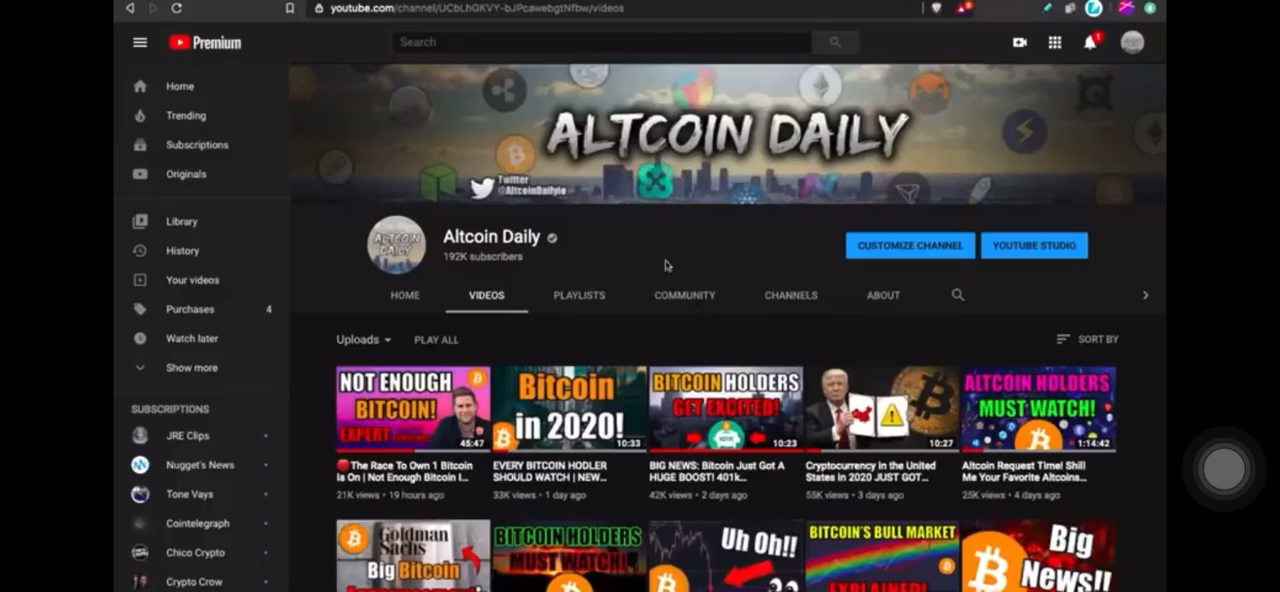 youtube.com/channel/UCbLhGKVY-bJPcawebgtNfbw/videos
Premium
Search
1
Home
Trending
Subscriptions
Originals
Library
History
Your videos
Purchases 4
Watch later
Show more
SUBSCRIPTIONS
JRE Clips
Nugget's News
Tone Vays
Cointelegraph
Chico Crypto
Crypto Crow
ALTCOIN DAILY
Twitter
@AltcoinDailyio
ALTCOIN DAILY
Altcoin Daily
192K subscribers
CUSTOMIZE CHANNEL YOUTUBE STUDIO
HOME VIDEOS PLAYLISTS COMMUNITY CHANNELS ABOUT
Uploads PLAY ALL SORT BY
NOT ENOUGH
BITCOIN!
EXPERT
45:47
The Race To Own 1 Bitcoin
Is On | Not Enough Bitcoin I...
21K views • 19 hours ago
Bitcoin
in 2020!
10:33
EVERY BITCOIN HODLER
SHOULD WATCH | NEW...
33K views • 1 day ago
BITCOIN HOLDERS
GET EXCITED!
10:23
BIG NEWS: Bitcoin Just Got A
HUGE BOOST! 401k...
42K views • 2 days ago
10:27
Cryptocurrency in the United
States in 2020 JUST GOT...
55K views • 3 days ago
ALTCOIN HOLDERS
MUST WATCH!
1:14:42
Altcoin Request Time! Shill
Me Your Favorite Altcoins...
25K views • 4 days ago
Goldman
Sachs
Big Bitcoin
BITCOIN HOLDERS
MUST WATCH!
Uh Oh!!
??
BITCOIN'S BULL MARKET
EXPLAINED!
Big
News!!